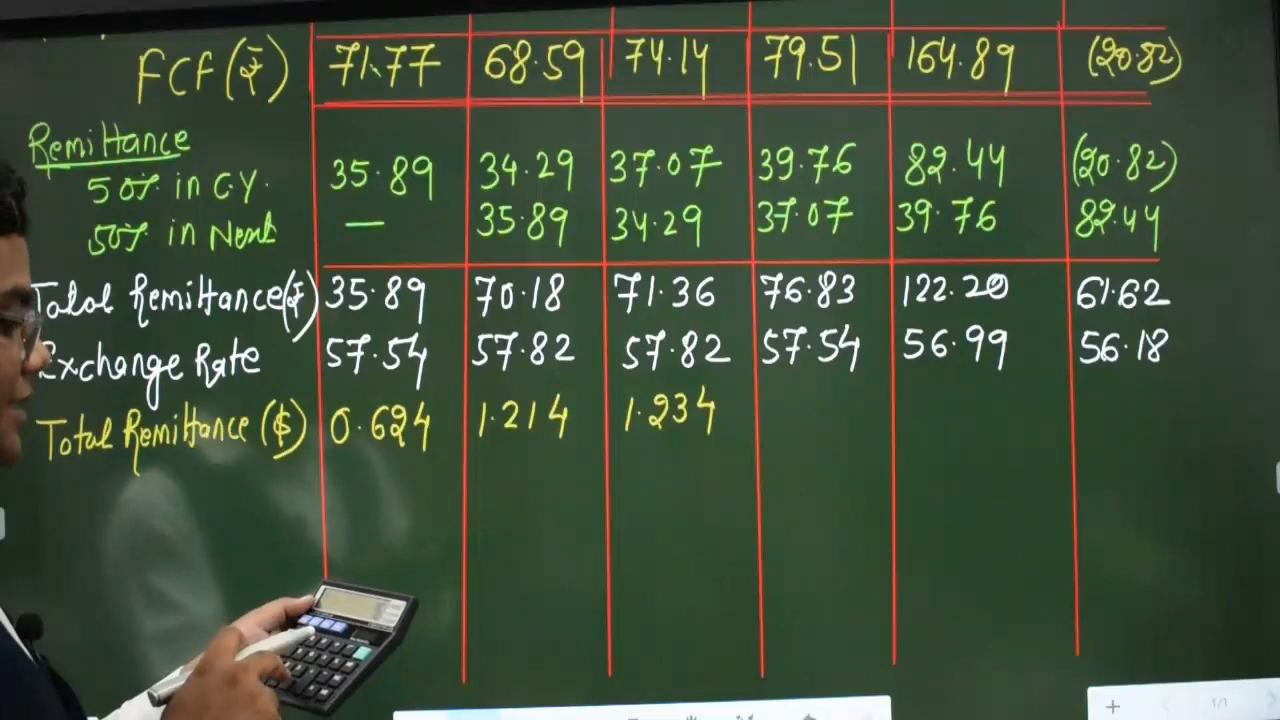 FCF(₹) 71.77 68.59 74.14 79.51 164.89 (20.82)
Remittance
50% in C.Y. 35.89 34.29 37.07 39.76 82.44 (20.82)
50% in Next — 35.89 34.29 37.07 39.76 82.44
Total Remittance(₹) 35.89 70.18 71.36 76.83 122.20 61.62
Exchange Rate 57.54 57.82 57.82 57.54 56.99 56.18
Total Remittance ($) 0.624 1.214 1.234
1/1